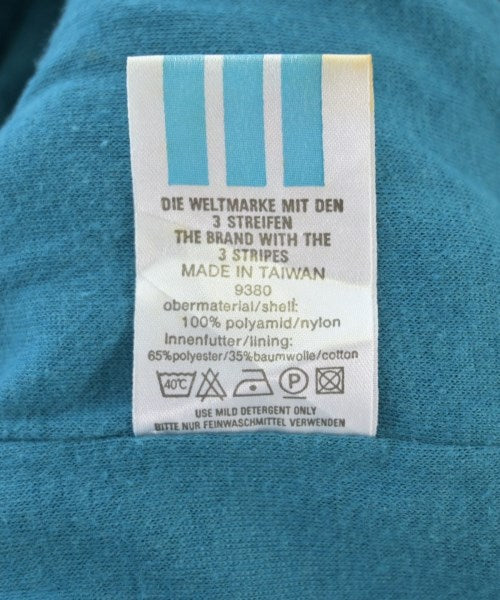 DIE WELTMARKE MIT DEN
3 STREIFEN
THE BRAND WITH THE
3 STRIPES
MADE IN TAIWAN
9380
obermaterial/shell:
100% polyamid/nylon
Innenfutter/lining:
65%polyester/35%baumwolle/cotton
40°C P
USE MILD DETERGENT ONLY
BITTE NUR FEINWASCHMITTEL VERWENDEN